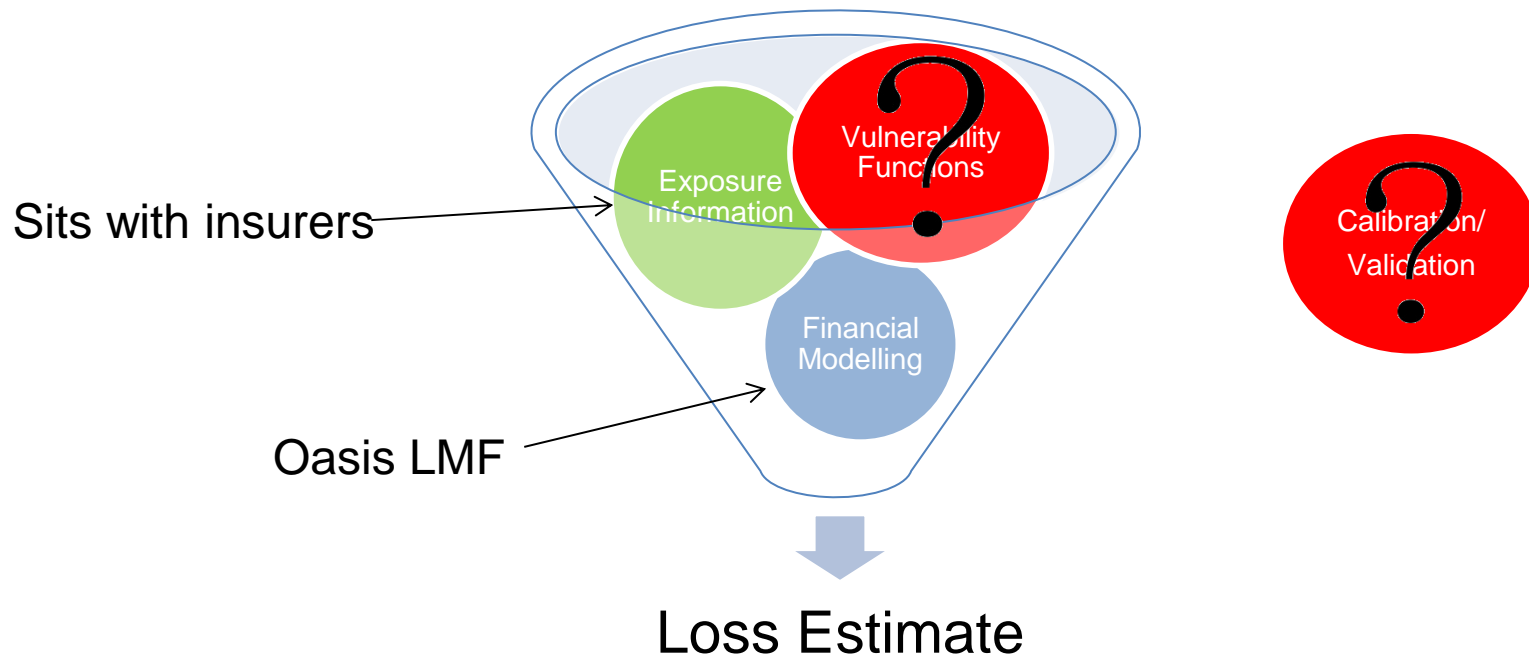 ?
Vulnerability
Functions
Exposure
Information
Sits with insurers
?
Calibration/
Validation
Financial
Modelling
Oasis LMF
Loss Estimate